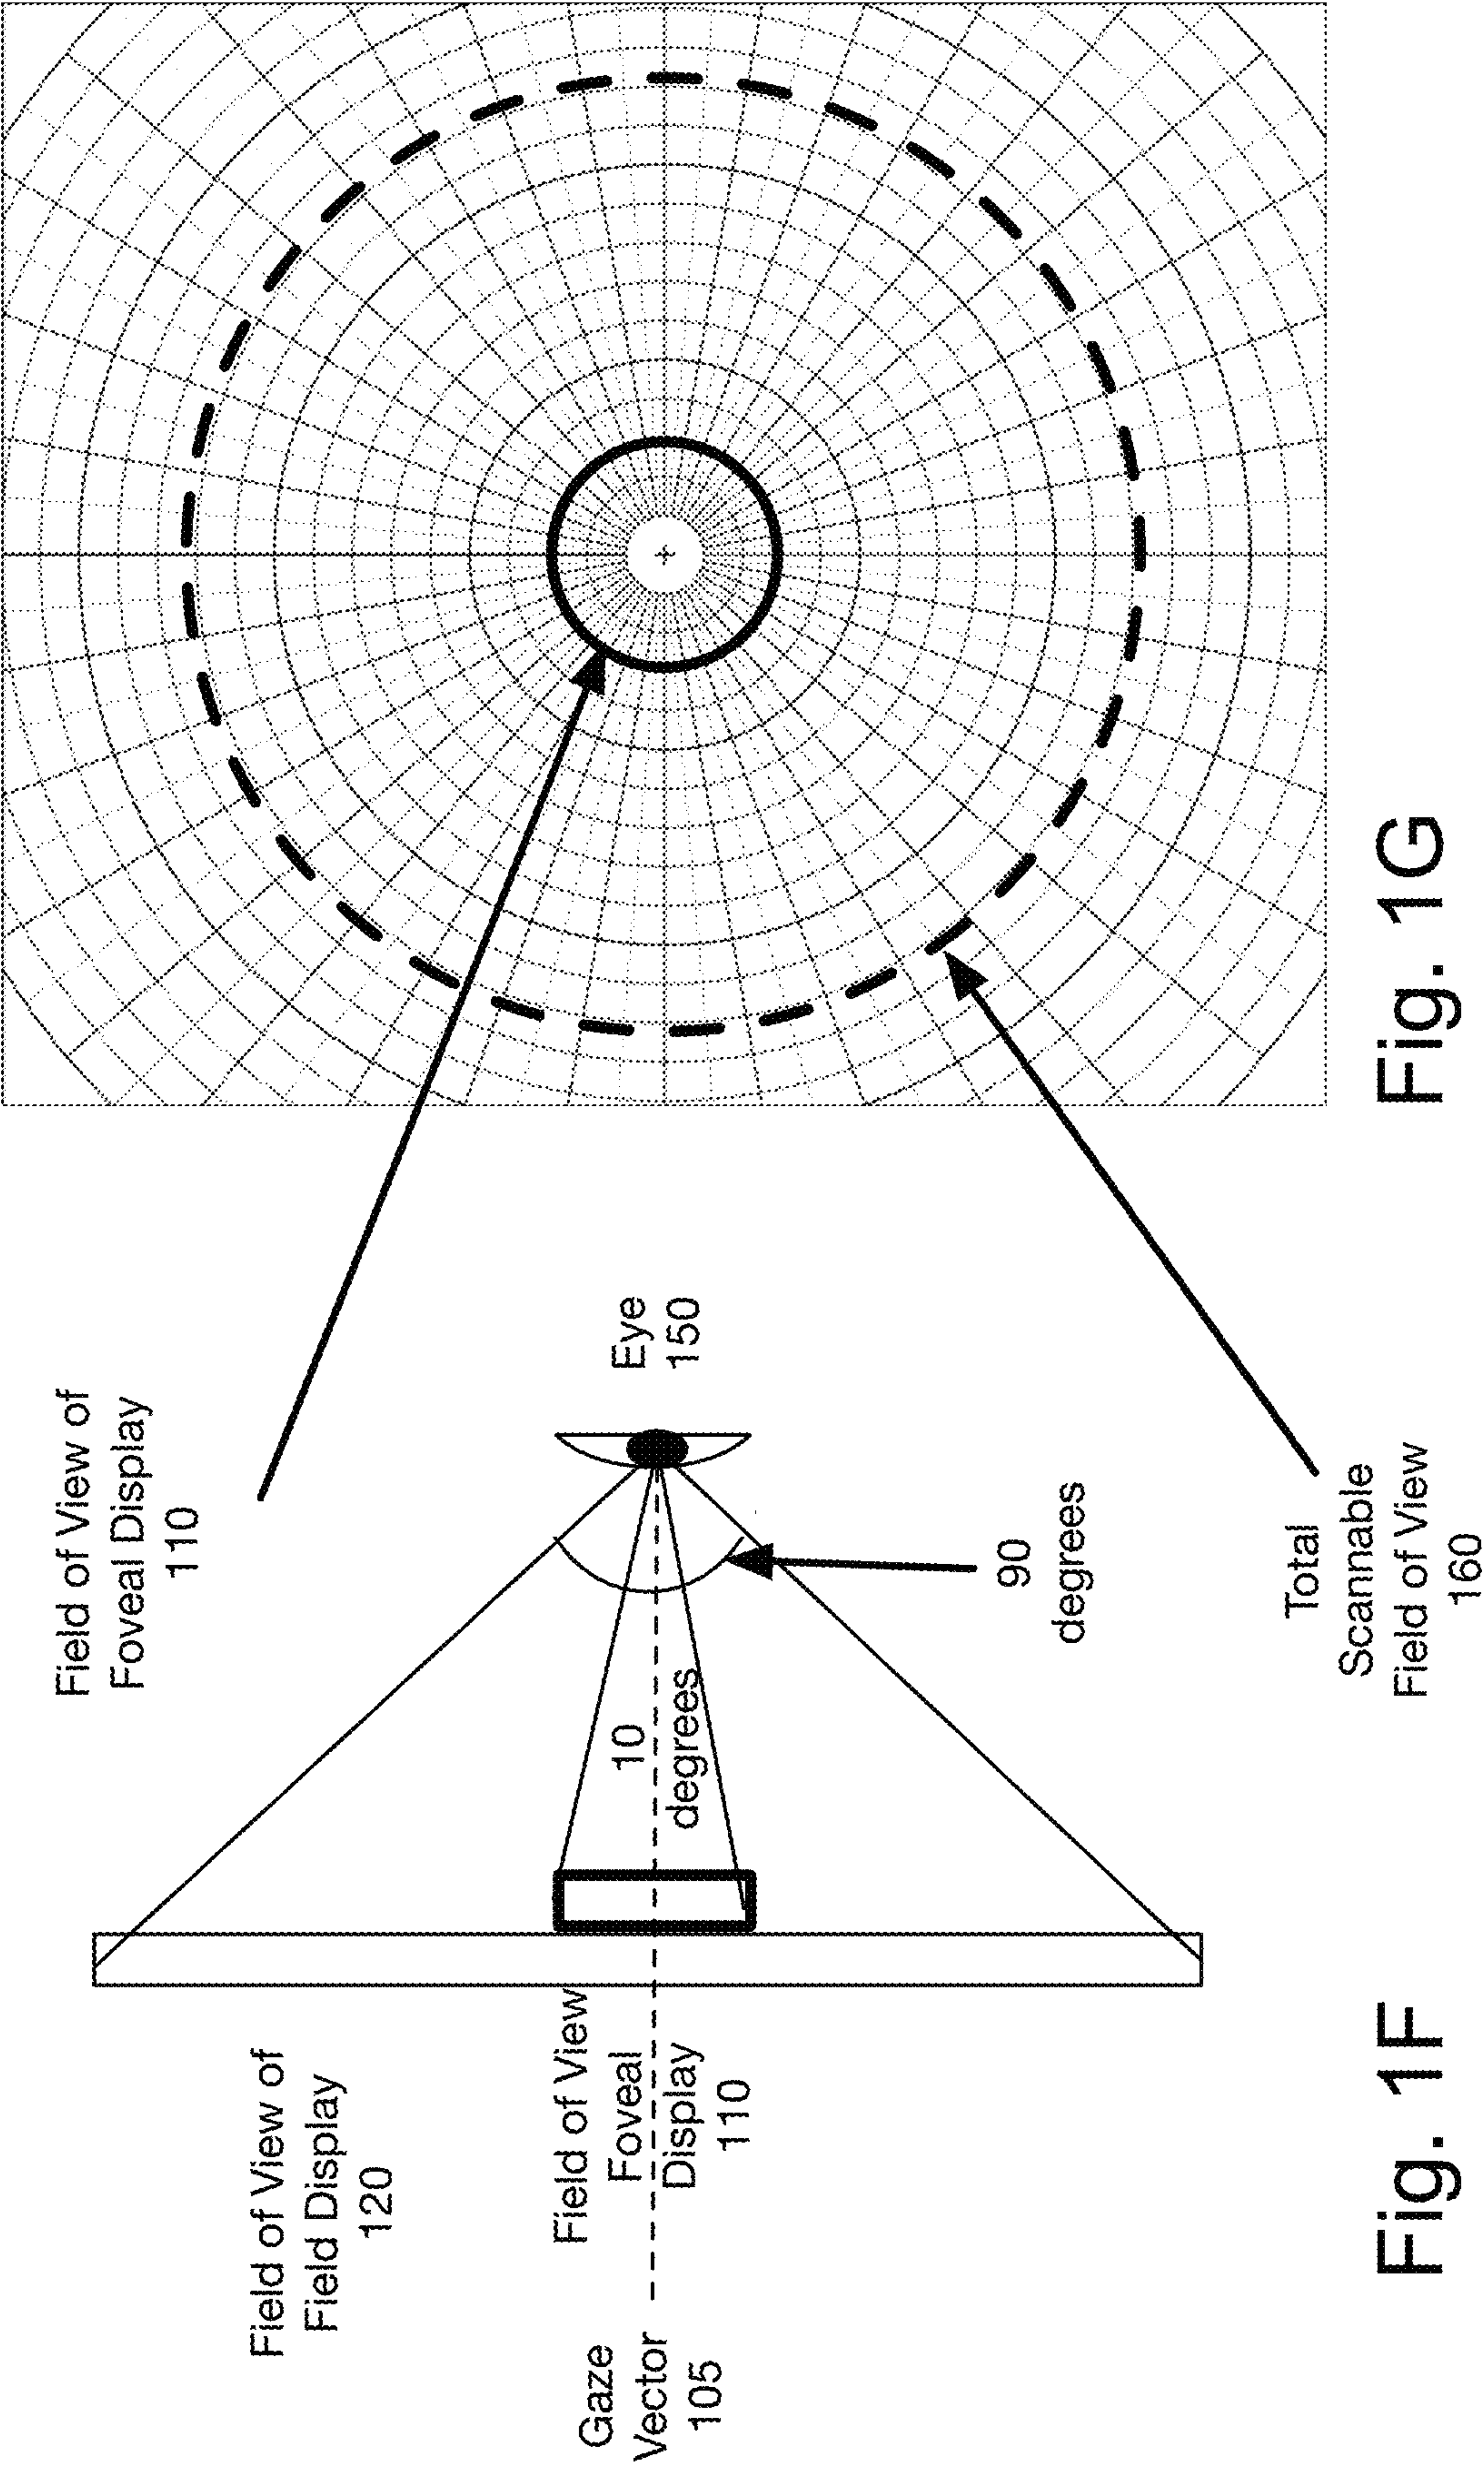 Gaze
Vector
105
Field of View of
Field Display
120
Field of View
Foveal
Display
110
10
degrees
90
degrees
Eye
150
Field of View of
Foveal Display
110
Total
Scannable
Field of View
160
Fig. 1F
Fig. 1G